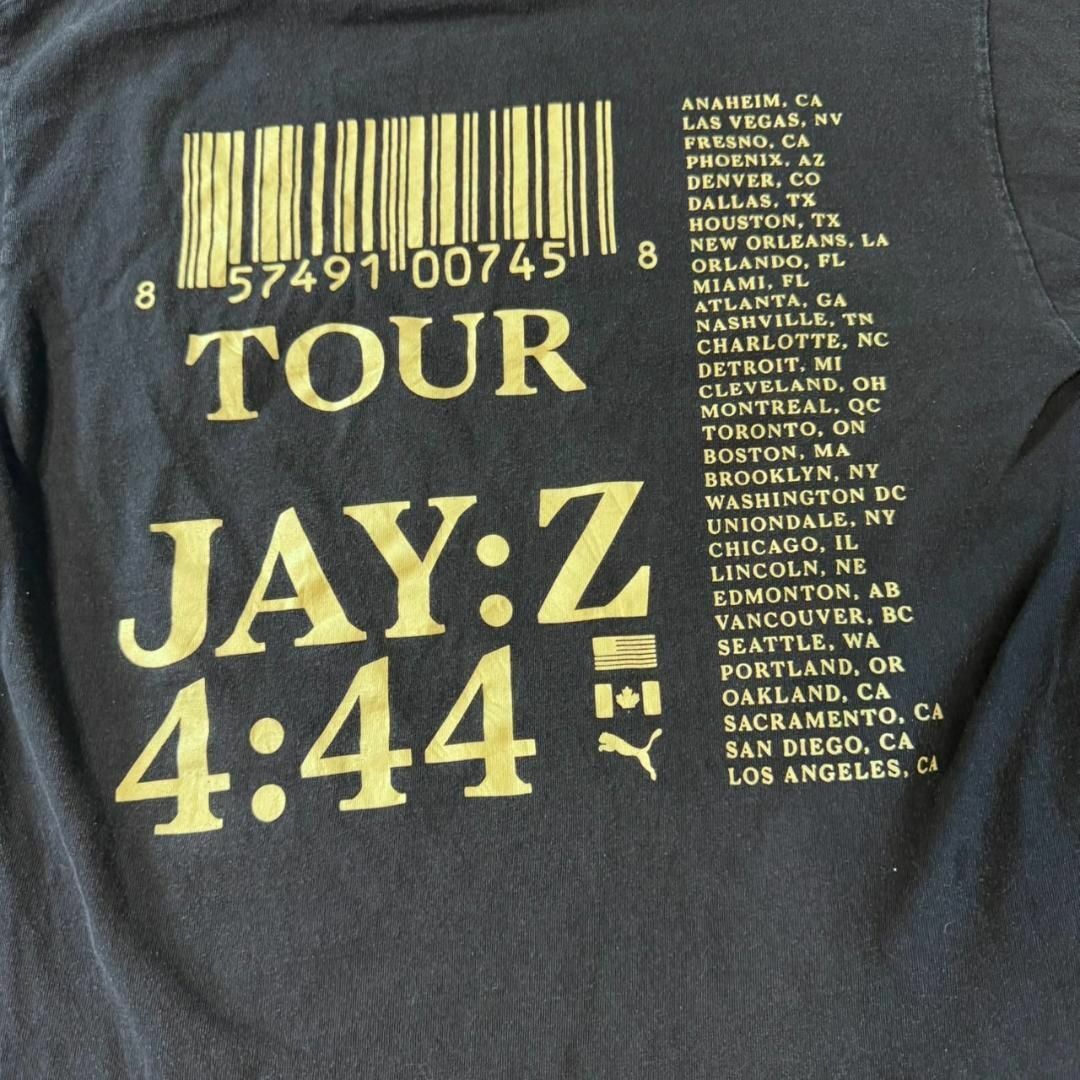 8 57491 00745 8
TOUR
JAY:Z
4:44
ANAHEIM, CA
LAS VEGAS, NV
FRESNO, CA
PHOENIX, AZ
DENVER, CO
DALLAS, TX
HOUSTON, TX
NEW ORLEANS, LA
ORLANDO, FL
MIAMI, FL
ATLANTA, GA
NASHVILLE, TN
CHARLOTTE, NC
DETROIT, MI
CLEVELAND, OH
MONTREAL, QC
TORONTO, ON
BOSTON, MA
BROOKLYN, NY
WASHINGTON DC
UNIONDALE, NY
CHICAGO, IL
LINCOLN, NE
EDMONTON, AB
VANCOUVER, BC
SEATTLE, WA
PORTLAND, OR
OAKLAND, CA
SACRAMENTO, CA
SAN DIEGO, CA
LOS ANGELES, CA